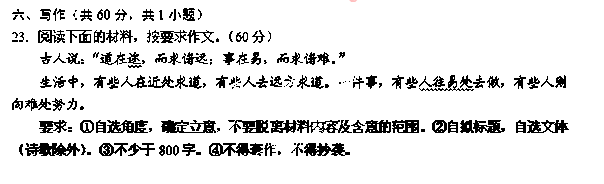 六、写作（共60分，共1小题）
23．阅读下面的材料，按要求作文。（60分）
古人说：“道在途，而求诸远；事在易，而求诸难。”
生活中，有些人在近处求道，有些人去远方求道。一件事，有些人往易处去做，有些人则
向难处努力。
要求：①自选角度，确定立意，不要脱离材料内容及含意的范围。②自拟标题，自选文体
（诗歌除外）。③不少于800字。④不得套作，不得抄袭。